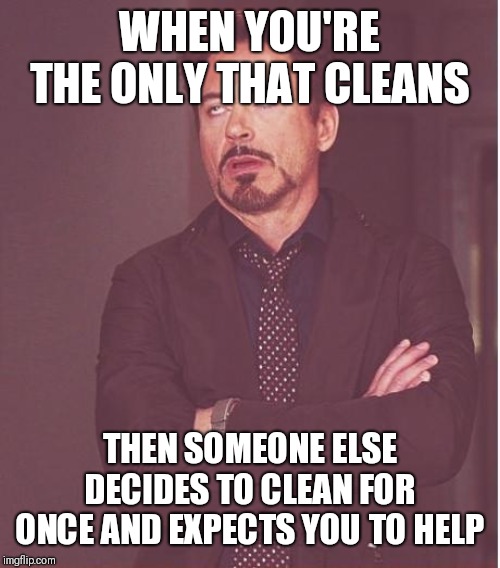 WHEN YOU'RE
THE ONLY THAT CLEANS
THEN SOMEONE ELSE
DECIDES TO CLEAN FOR
ONCE AND EXPECTS YOU TO HELP
imgflip.com